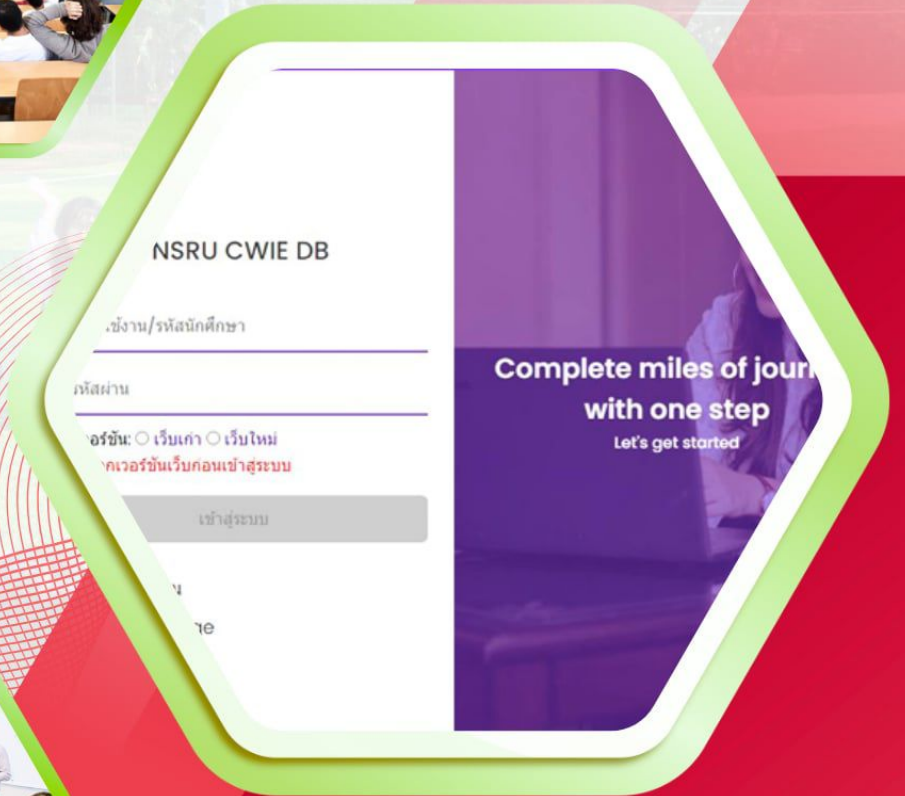 NSRU CWIE DB
ใช้งาน/รหัสนักศึกษา
รหัสผ่าน
อร์ชัน: เว็บเก่า เว็บใหม่
กเวอร์ชันเว็บก่อนเข้าสู่ระบบ
เข้าสู่ระบบ
Complete miles of jour
with one step
Let's get started